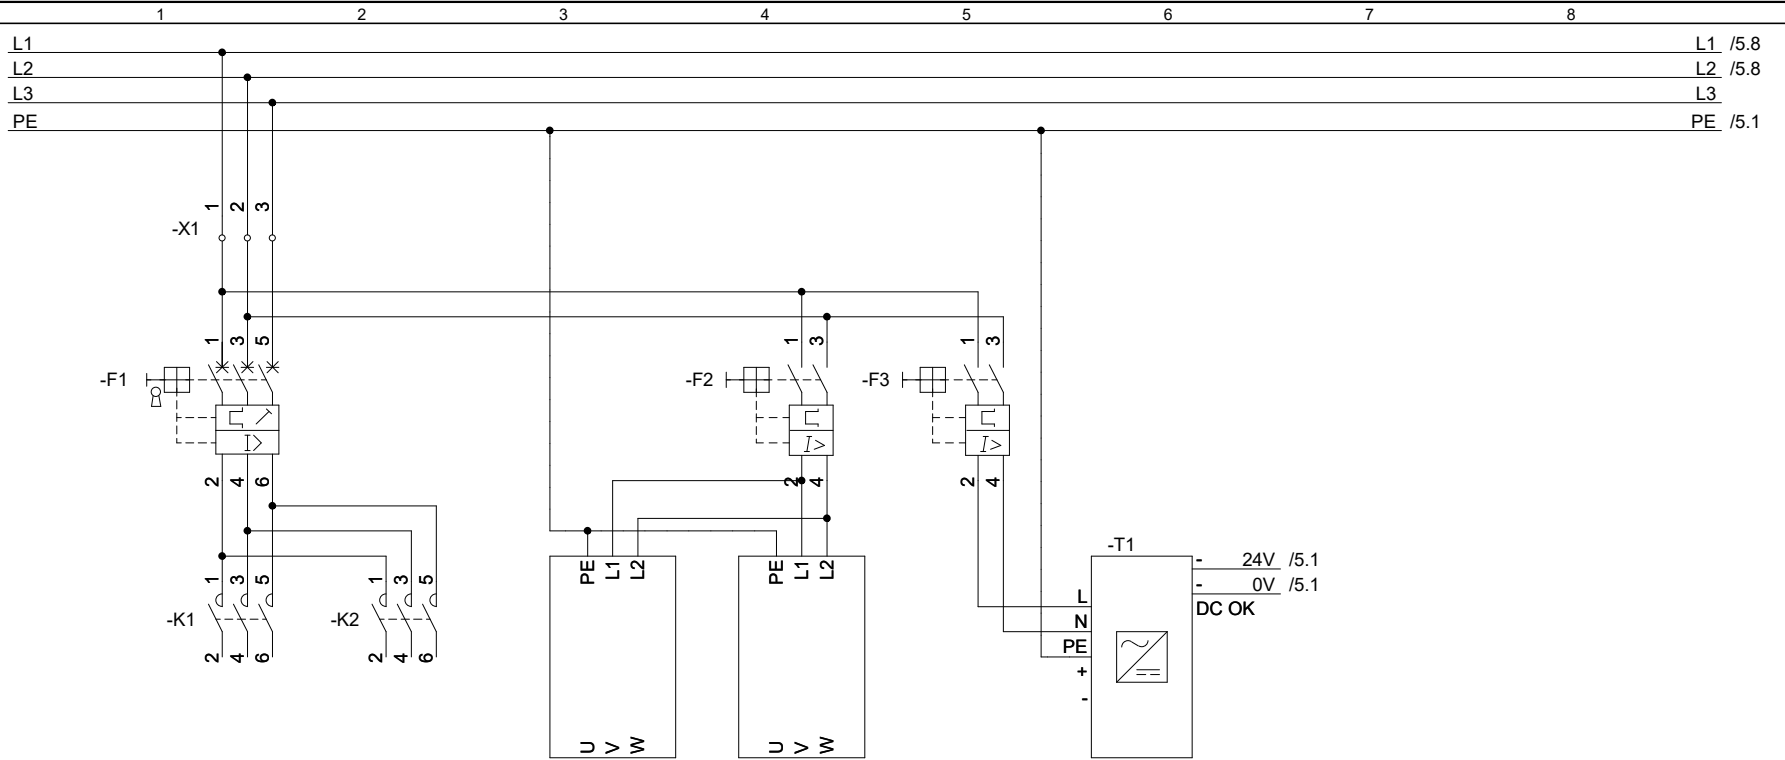 1 2 3 4 5 6 7 8
L1 L1 /5.8
L2 L2 /5.8
L3 L3
PE PE /5.1
1 2 3
-X1
1 3 5 1 3 1 3
-F1 -F2 -F3
I> I> I>
2 4 6 2 4 2 4
-T1
PE L1 L2 PE L1 L2
- 24V /5.1
- 0V /5.1
1 3 5 1 3 5
L DC OK
-K1 -K2
N
PE
2 4 6 2 4 6
+
-
U V W U V W